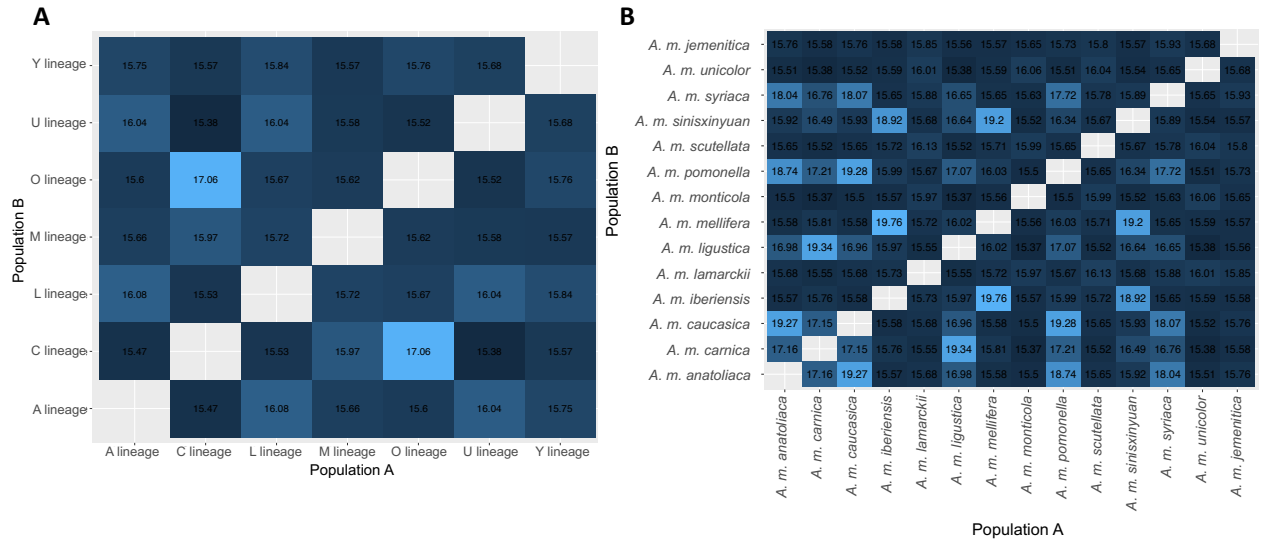 A
Population B
Y lineage 15.75 15.57 15.84 15.57 15.76 15.68
U lineage 16.04 15.38 16.04 15.58 15.52 15.68
O lineage 15.6 17.06 15.67 15.62 15.52 15.76
M lineage 15.66 15.97 15.72 15.62 15.58 15.57
L lineage 16.08 15.53 15.72 15.67 16.04 15.84
C lineage 15.47 15.53 15.97 17.06 15.38 15.57
A lineage 15.47 16.08 15.66 15.6 16.04 15.75
A lineage C lineage L lineage M lineage O lineage U lineage Y lineage
Population A
B
Population B
A. m. jemenitica 15.76 15.58 15.76 15.58 15.85 15.56 15.57 15.65 15.73 15.8 15.57 15.93 15.68
A. m. unicolor 15.51 15.38 15.52 15.59 16.01 15.38 15.59 16.06 15.51 16.04 15.54 15.65 15.68
A. m. syriaca 18.04 16.76 18.07 15.65 15.88 16.65 15.65 15.63 17.72 15.78 15.89 15.65 15.93
A. m. sinisxinyuan 15.92 16.49 15.93 18.92 15.68 16.64 19.2 15.52 16.34 15.67 15.89 15.54 15.57
A. m. scutellata 15.65 15.52 15.65 15.72 16.13 15.52 15.71 15.99 15.65 15.67 15.78 16.04 15.8
A. m. pomonella 18.74 17.21 19.28 15.99 15.67 17.07 16.03 15.5 15.65 16.34 17.72 15.51 15.73
A. m. monticola 15.5 15.37 15.5 15.57 15.97 15.37 15.56 15.5 15.99 15.52 15.63 16.06 15.65
A. m. mellifera 15.58 15.81 15.58 19.76 15.72 16.02 15.56 16.03 15.71 19.2 15.65 15.59 15.57
A. m. ligustica 16.98 19.34 16.96 15.97 15.55 16.02 15.37 17.07 15.52 16.64 16.65 15.38 15.56
A. m. lamarckii 15.68 15.55 15.68 15.73 15.55 15.72 15.97 15.67 16.13 15.68 15.88 16.01 15.85
A. m. iberiensis 15.57 15.76 15.58 15.73 15.97 19.76 15.57 15.99 15.72 18.92 15.65 15.59 15.58
A. m. caucasica 19.27 17.15 15.58 15.68 16.96 15.58 15.5 19.28 15.65 15.93 18.07 15.52 15.76
A. m. carnica 17.16 17.15 15.76 15.55 19.34 15.81 15.37 17.21 15.52 16.49 16.76 15.38 15.58
A. m. anatoliaca 17.16 19.27 15.57 15.68 16.98 15.58 15.5 18.74 15.65 15.92 18.04 15.51 15.76
A. m. anatoliaca
A. m. carnica
A. m. caucasica
A. m. iberiensis
A. m. lamarckii
A. m. ligustica
A. m. mellifera
A. m. monticola
A. m. pomonella
A. m. scutellata
A. m. sinisxinyuan
A. m. syriaca
A. m. unicolor
A. m. jemenitica
Population A